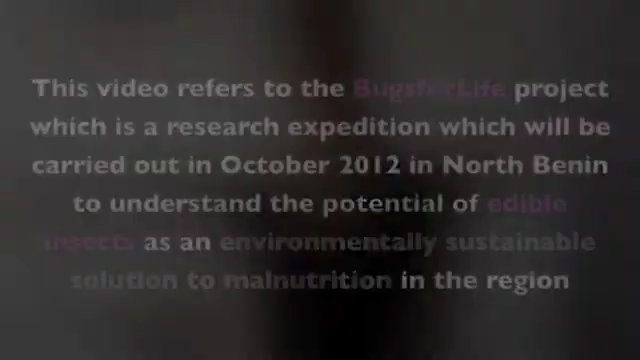 This video refers to the BugsforLife project
which is a research expedition which will be
carried out in October 2012 in North Benin
to understand the potential of edible
insects as an environmentally sustainable
solution to malnutrition in the region